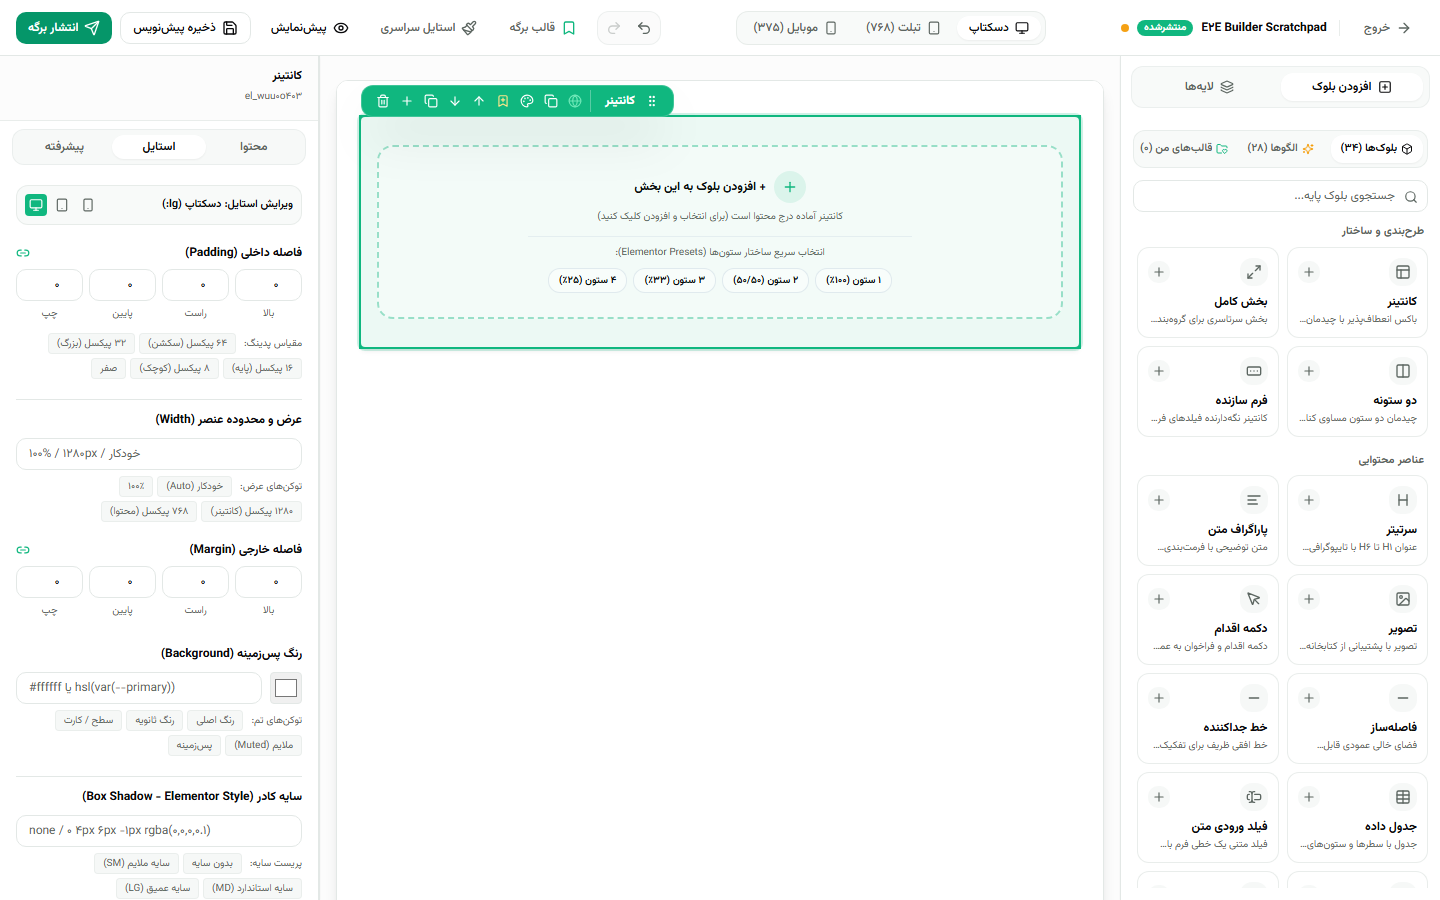 خروج
E2E Builder Scratchpad
منتشرشده
دسکتاپ
تبلت (۷۶۸)
موبایل (۳۷۵)
قالب برگه
استایل سراسری
پیش‌نمایش
ذخیره پیش‌نویس
انتشار برگه
افزودن بلوک
لایه‌ها
بلوک‌ها (۳۴)
الگوها (۲۸)
قالب‌های من (۰)
جستجوی بلوک پایه...
طرح‌بندی و ساختار
کانتینر
باکس انعطاف‌پذیر با چیدمان...
بخش کامل
بخش سرتاسری برای گروه‌بند...
دو ستونه
چیدمان دو ستون مساوی کنا...
فرم سازنده
کانتینر نگه‌دارنده فیلدهای فر...
عناصر محتوایی
سرتیتر
عنوان H۱ تا H۶ با تایپوگرافی...
پاراگراف متن
متن توضیحی با فرمت‌بندی...
تصویر
تصویر با پشتیبانی از کتابخانه...
دکمه اقدام
دکمه اقدام و فراخوان به عمـ...
فاصله‌ساز
فضای خالی عمودی قابل...
خط جداکننده
خط افقی ظریف برای تفکیک...
جدول داده
جدول با سطرها و ستون‌های...
فیلد ورودی متن
فیلد متنی یک خطی فرم با...
کانتینر
+ افزودن بلوک به این بخش
کانتینر آماده درج محتوا است (برای انتخاب و افزودن کلیک کنید)
انتخاب سریع ساختار ستون‌ها (Elementor Presets):
۱ ستون (۱۰۰٪)
۲ ستون (۵۰/۵۰)
۳ ستون (۳۳٪)
۴ ستون (۲۵٪)
کانتینر
el_wuu۰o۴۰۳
محتوا
استایل
پیشرفته
ویرایش استایل: دسکتاپ (lg:)
فاصله داخلی (Padding)
۰
۰
۰
۰
بالا
راست
پایین
چپ
مقیاس پدینگ:
۶۴ پیکسل (سکشن)
۳۲ پیکسل (بزرگ)
۱۶ پیکسل (پایه)
۸ پیکسل (کوچک)
صفر
عرض و محدوده عنصر (Width)
خودکار / ۱۲۸۰px / ۱۰۰%
توکن‌های عرض:
خودکار (Auto)
۱۰۰٪
۱۲۸۰ پیکسل (کانتینر)
۷۶۸ پیکسل (محتوا)
فاصله خارجی (Margin)
۰
۰
۰
۰
بالا
راست
پایین
چپ
رنگ پس‌زمینه (Background)
#ffffff یا hsl(var(--primary))
توکن‌های تم:
رنگ اصلی
رنگ ثانویه
سطح / کارت
ملایم (Muted)
پس‌زمینه
سایه کادر (Box Shadow - Elementor Style)
none / ۰ ۴px ۶px -۱px rgba(۰,۰,۰,۰.۱)
پریست سایه:
بدون سایه
سایه ملایم (SM)
سایه استاندارد (MD)
سایه عمیق (LG)